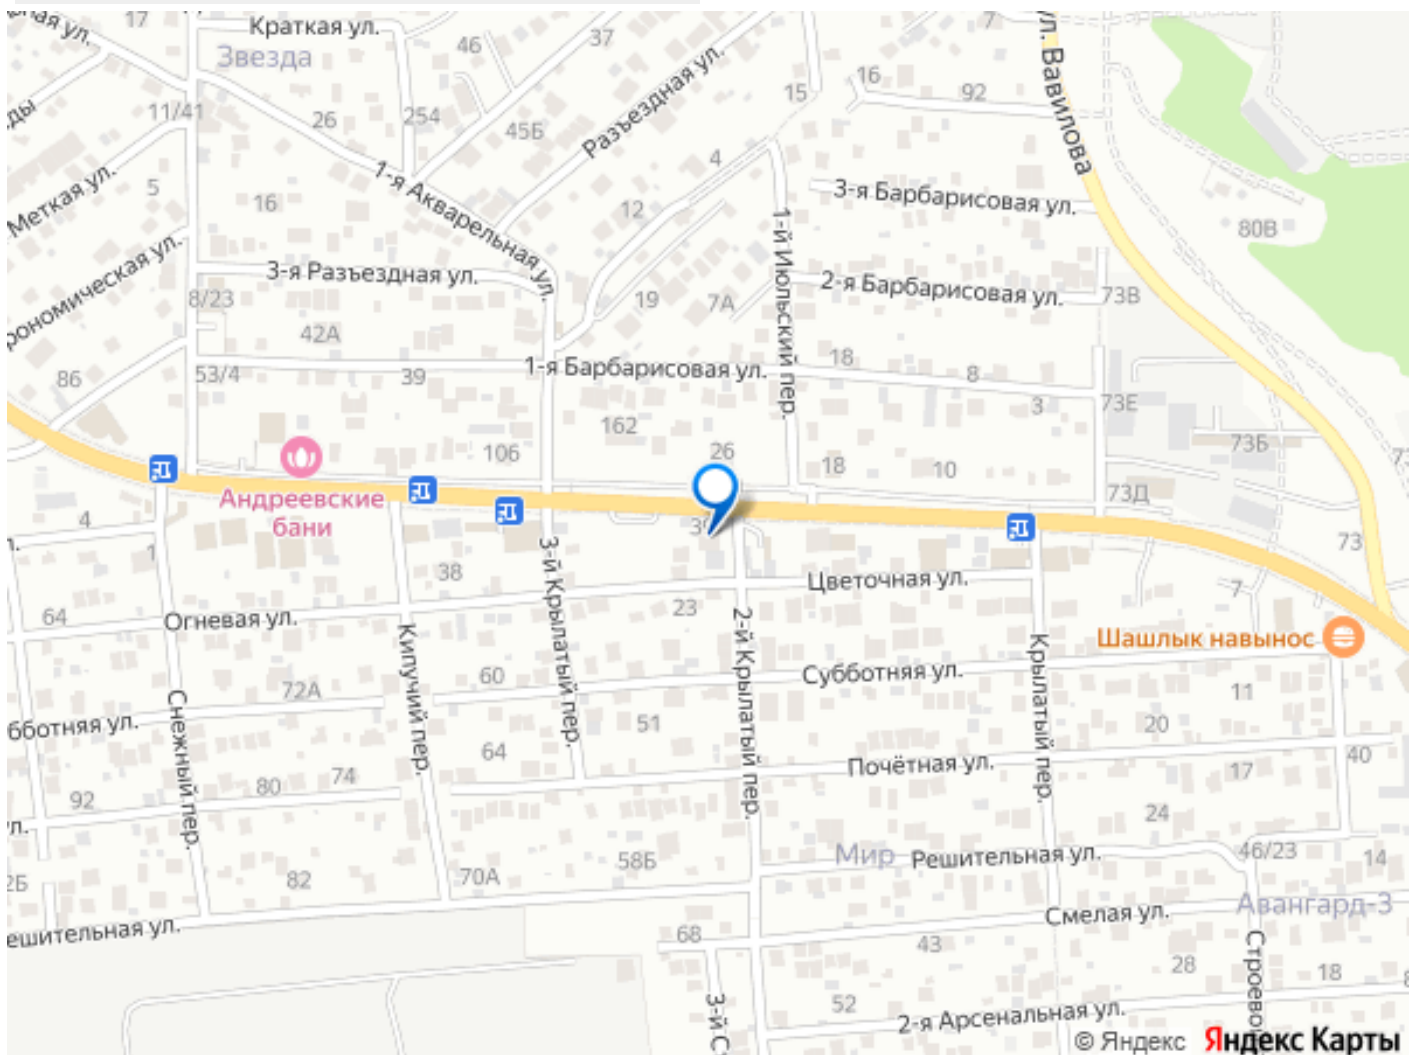 17
Краткая ул.
46
37
7
ул. Вавилова
Звезда
Разъездная ул.
16
92
15
11/41
26
254
45Б
4
1-я Акварельная ул.
3-я Барбарисовая ул.
5
Меткая ул.
16
12
1-й Июльский пер.
80В
3-я Разъездная ул.
2-я Барбарисовая ул.
8/23
19
7А
73В
42А
86
53/4
39
1-я Барбарисовая ул.
18
8
3
73Е
162
106
26
18
10
73Б
Андреевские
бани
73Д
4
1
3-й Крылатый пер.
73
38
Цветочная ул.
7
64
Огневая ул.
23
2-й Крылатый пер.
Кипучий пер.
Крылатый пер.
Шашлык навынос
60
Субботная ул.
72А
11
Снежный пер.
51
20
64
Почётная ул.
40
74
17
80
92
24
58Б
Мир
Решительная ул.
46/23
14
82
70А
Авангард-3
Смелая ул.
68
43
28
18
52
2-я Арсенальная ул.
© Яндекс Яндекс Карты